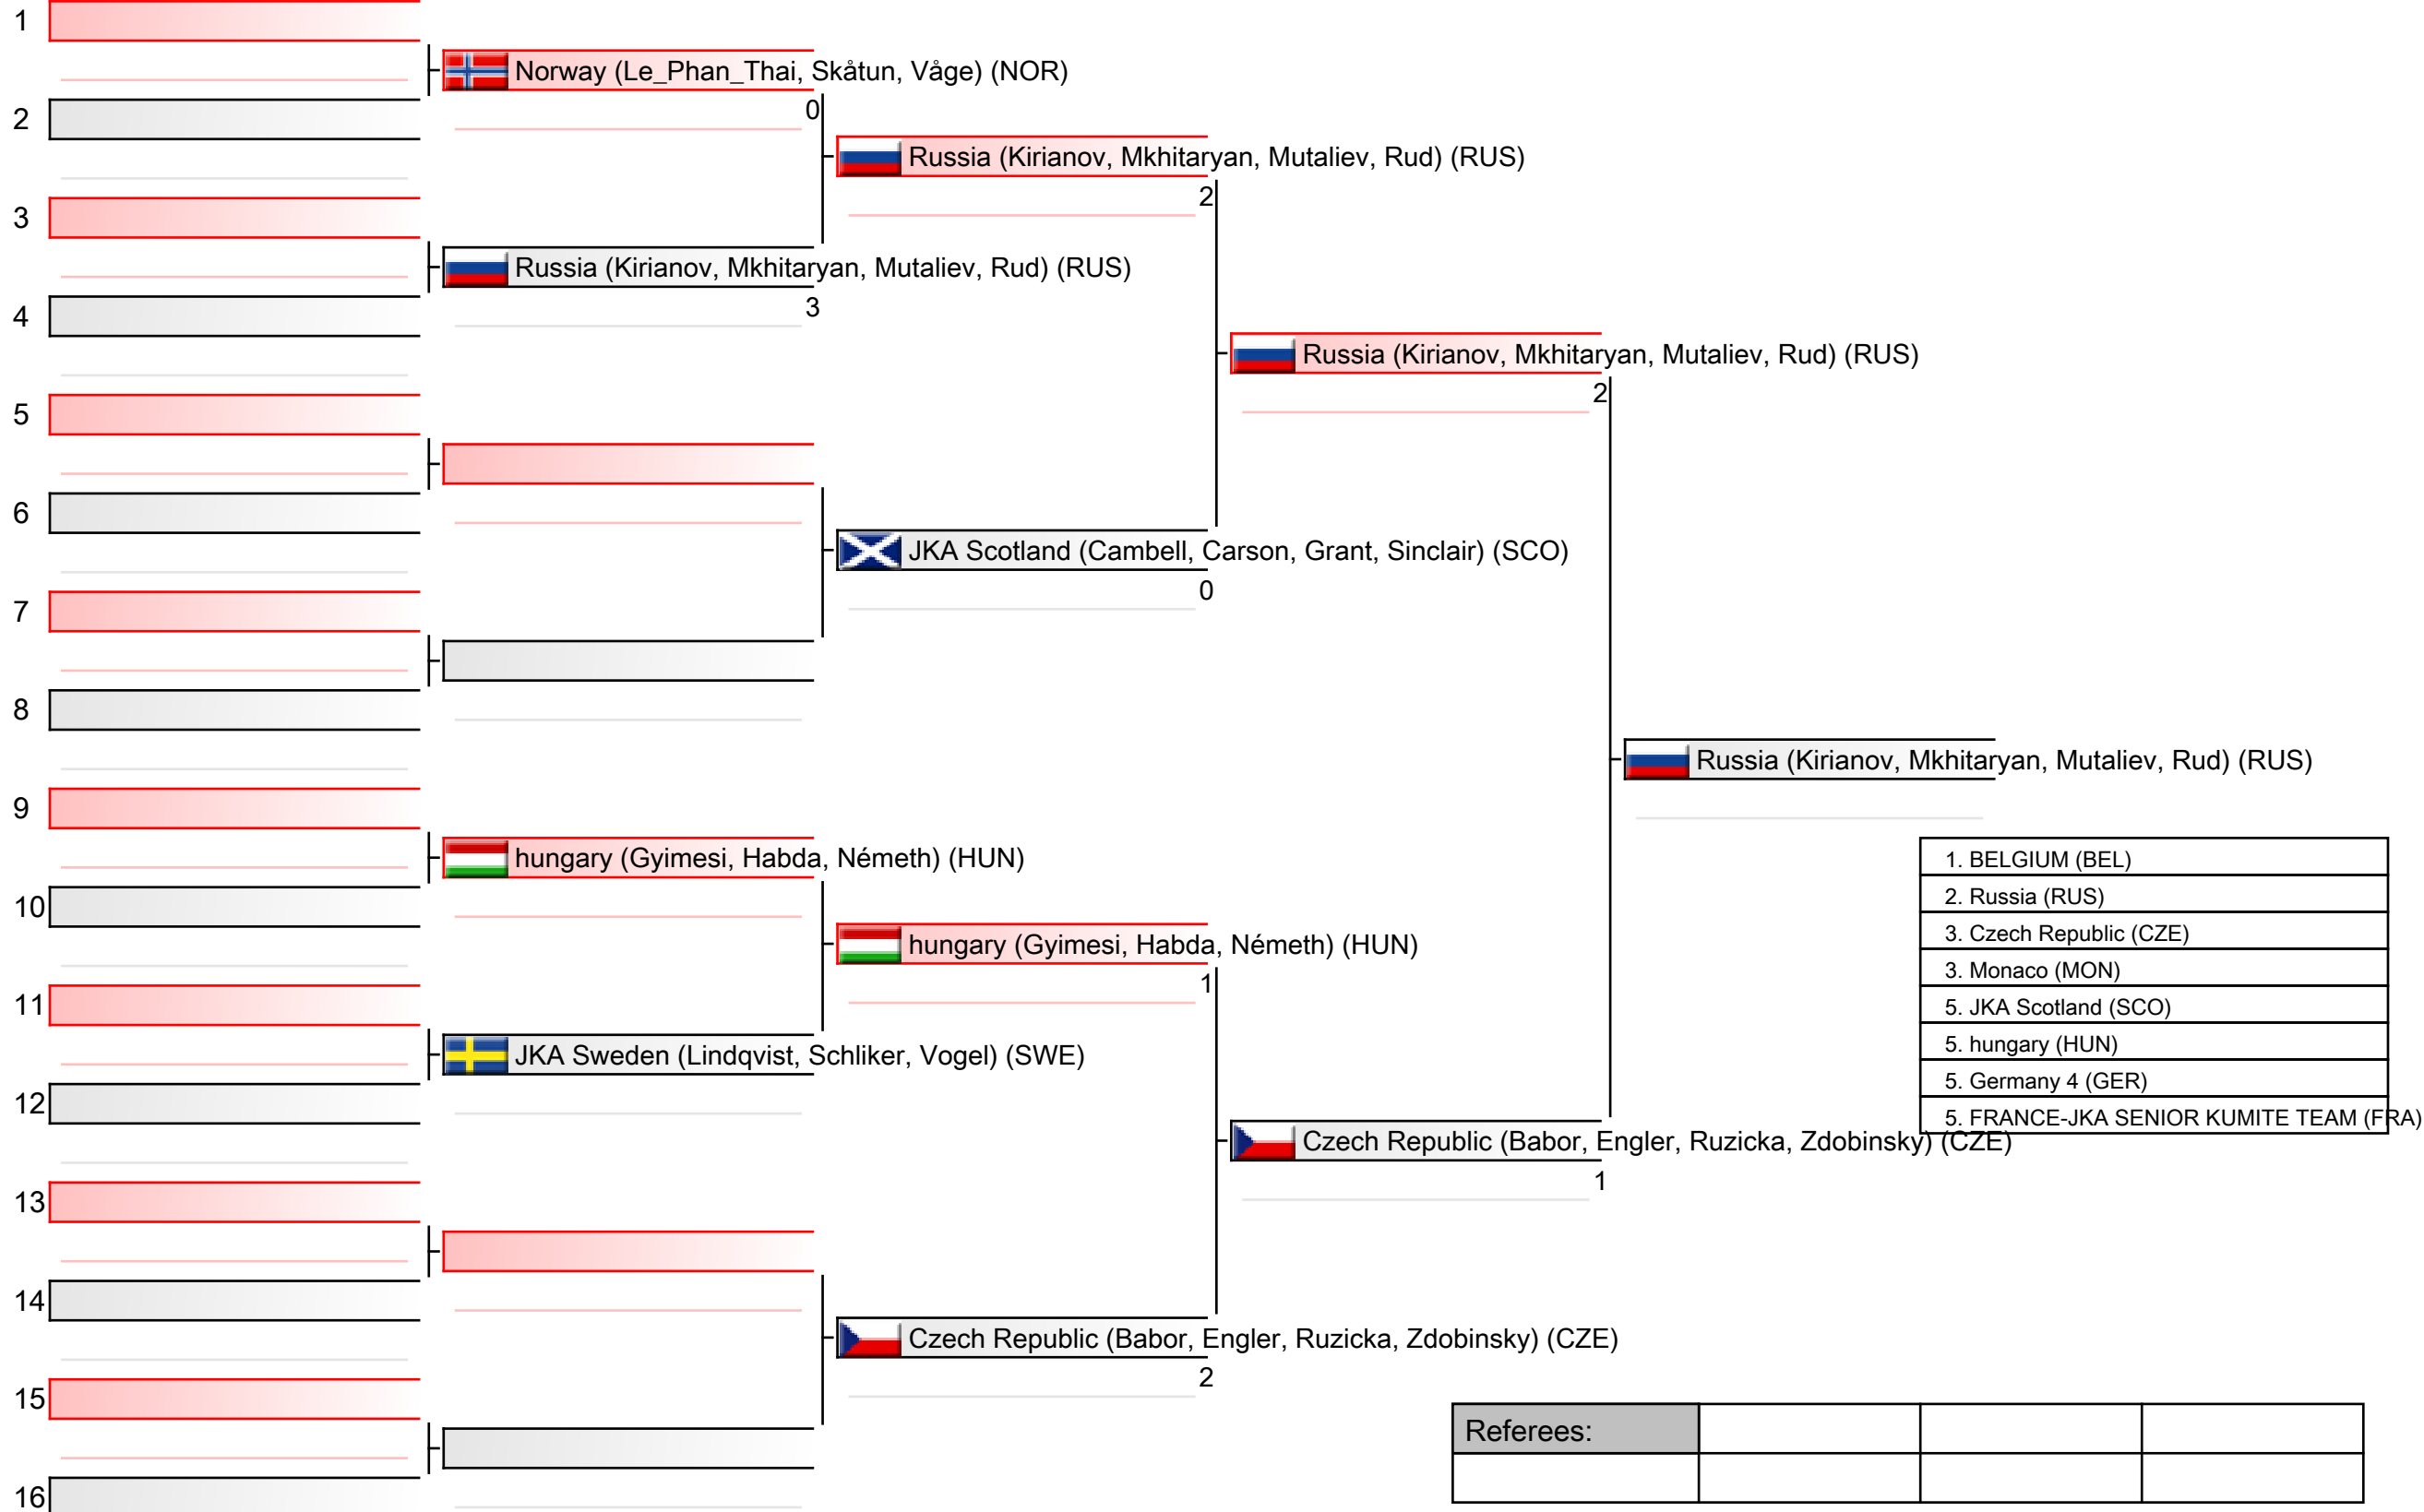 1
Norway (Le_Phan_Thai, Skåtun, Våge) (NOR)
0
2
Russia (Kirianov, Mkhitaryan, Mutaliev, Rud) (RUS)
2
3
Russia (Kirianov, Mkhitaryan, Mutaliev, Rud) (RUS)
3
4
Russia (Kirianov, Mkhitaryan, Mutaliev, Rud) (RUS)
2
5
6
JKA Scotland (Cambell, Carson, Grant, Sinclair) (SCO)
0
7
8
Russia (Kirianov, Mkhitaryan, Mutaliev, Rud) (RUS)
9
hungary (Gyimesi, Habda, Németh) (HUN)
10
hungary (Gyimesi, Habda, Németh) (HUN)
1
11
JKA Sweden (Lindqvist, Schliker, Vogel) (SWE)
12
Czech Republic (Babor, Engler, Ruzicka, Zdobinsky) (CZE)
1
13
14
Czech Republic (Babor, Engler, Ruzicka, Zdobinsky) (CZE)
2
15
16
1. BELGIUM (BEL)
2. Russia (RUS)
3. Czech Republic (CZE)
3. Monaco (MON)
5. JKA Scotland (SCO)
5. hungary (HUN)
5. Germany 4 (GER)
5. FRANCE-JKA SENIOR KUMITE TEAM (FRA)
Referees: